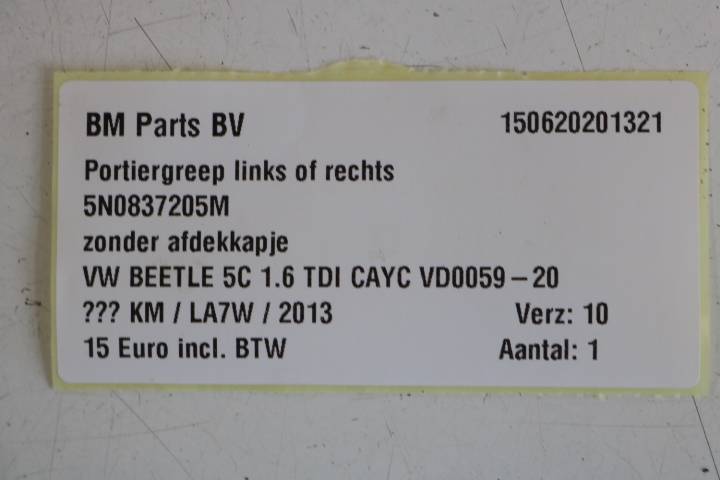 BM Parts BV 150620201321
Portiergreep links of rechts
5N0837205M
zonder afdekkapje
VW BEETLE 5C 1.6 TDI CAYC VD0059 – 20
??? KM / LA7W / 2013 Verz: 10
15 Euro incl. BTW Aantal: 1